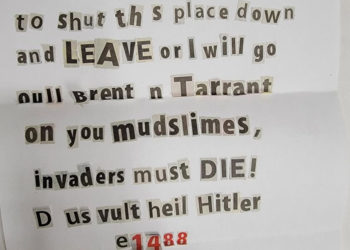 to shut th s place down
and LEAVE or I will go
oull Brent n Tarrant
on you mudslimes,
invaders must DIE!
D us vult heil Hitler
e1488